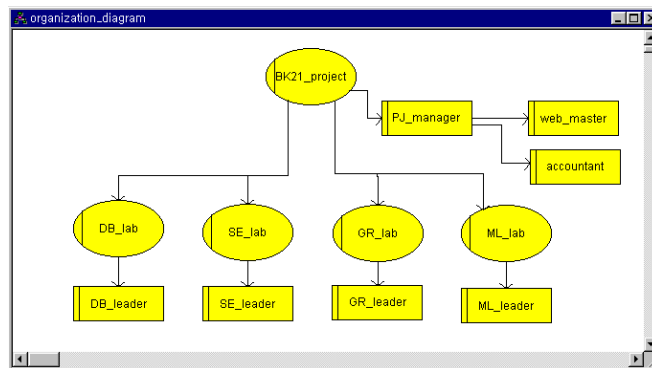 organization_diagram
BK21_project
PJ_manager
web_master
accountant
DB_lab
SE_lab
GR_lab
ML_lab
DB_leader
SE_leader
GR_leader
ML_leader